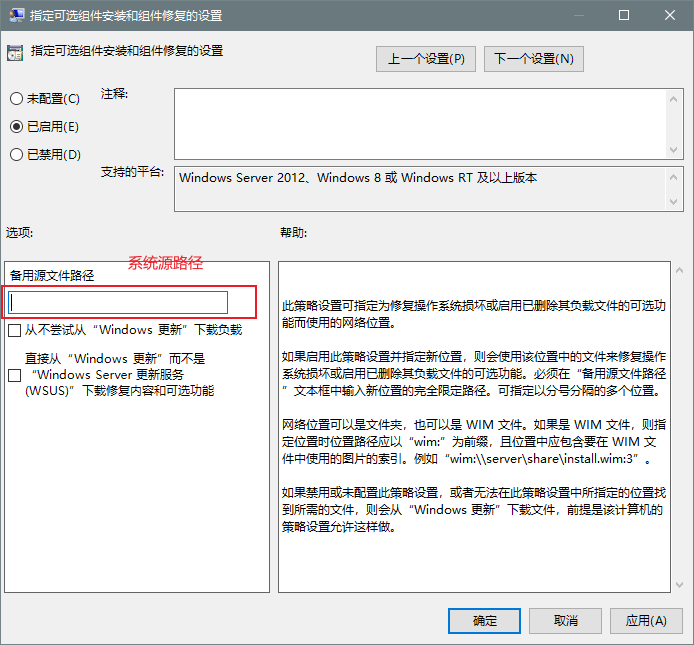 指定可选组件安装和组件修复的设置
指定可选组件安装和组件修复的设置
上一个设置(P)
下一个设置(N)
未配置(C)
已启用(E)
已禁用(D)
注释:
支持的平台:
Windows Server 2012、Windows 8 或 Windows RT 及以上版本
选项:
帮助:
系统源路径
备用源文件路径
从不尝试从“Windows 更新”下载负载
直接从“Windows 更新”而不是
“Windows Server 更新服务
(WSUS)”下载修复内容和可选功能
此策略设置可指定为修复操作系统损坏或启用已删除其负载文件的可选功
能而使用的网络位置。
如果启用此策略设置并指定新位置，则会使用该位置中的文件来修复操作
系统损坏或启用已删除其负载文件的可选功能。必须在“备用源文件路径
”文本框中输入新位置的完全限定路径。可指定以分号分隔的多个位置。
网络位置可以是文件夹，也可以是 WIM 文件。如果是 WIM 文件，则指
定位置时位置路径应以“wim:”为前缀，且位置中应包含要在 WIM 文
件中使用的图片的索引。例如“wim:\\server\share\install.wim:3”。
如果禁用或未配置此策略设置，或者无法在此策略设置中所指定的位置找
到所需的文件，则会从“Windows 更新”下载文件，前提是该计算机的
策略设置允许这样做。
确定
取消
应用(A)